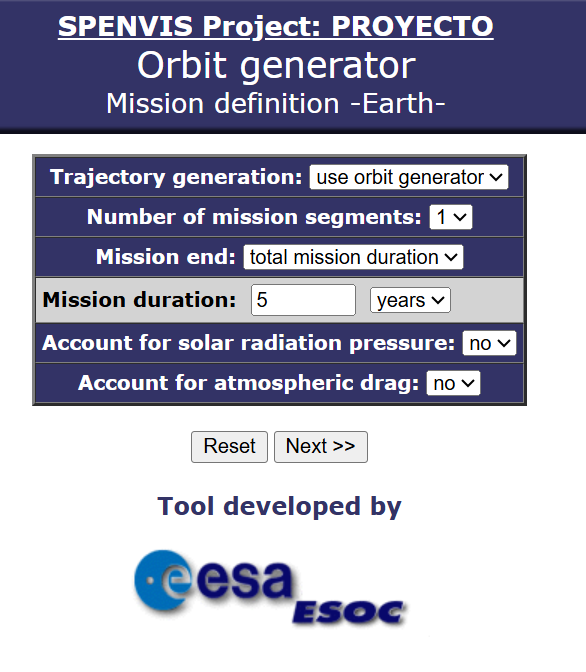 SPENVIS Project: PROYECTO
Orbit generator
Mission definition -Earth-
Trajectory generation: use orbit generator
Number of mission segments: 1
Mission end: total mission duration
Mission duration: 5 years
Account for solar radiation pressure: no
Account for atmospheric drag: no
Reset Next >>
Tool developed by
esa
ESOC